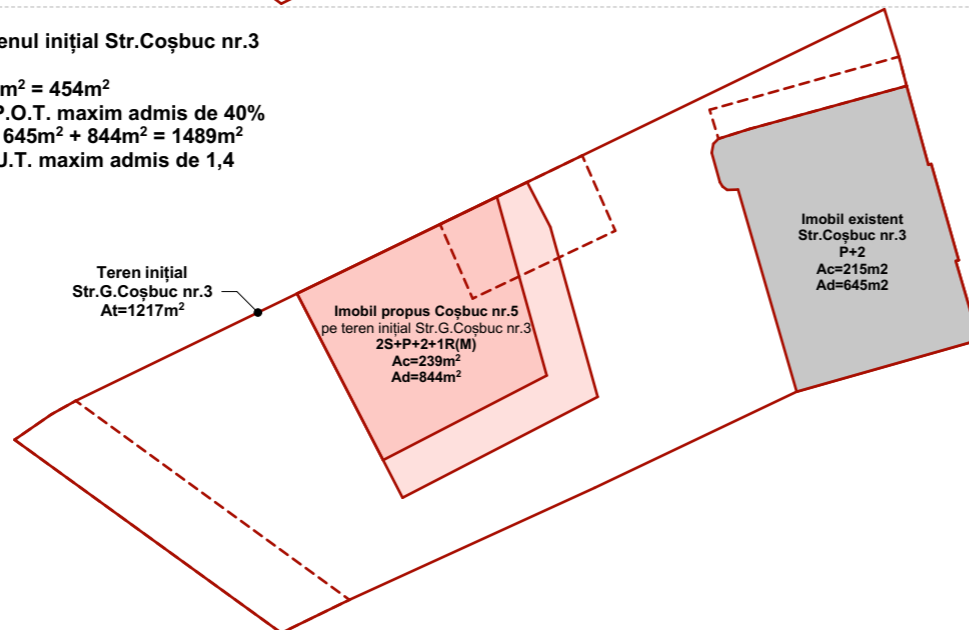 enul inițial Str.Coșbuc nr.3
m² = 454m²
P.O.T. maxim admis de 40%
645m² + 844m² = 1489m²
U.T. maxim admis de 1,4
Teren inițial
Str.G.Coșbuc nr.3
At=1217m²
Imobil propus Coșbuc nr.5
pe teren inițial Str.G.Coșbuc nr.3
2S+P+2+1R(M)
Ac=239m²
Ad=844m²
Imobil existent
Str.Coșbuc nr.3
P+2
Ac=215m2
Ad=645m2